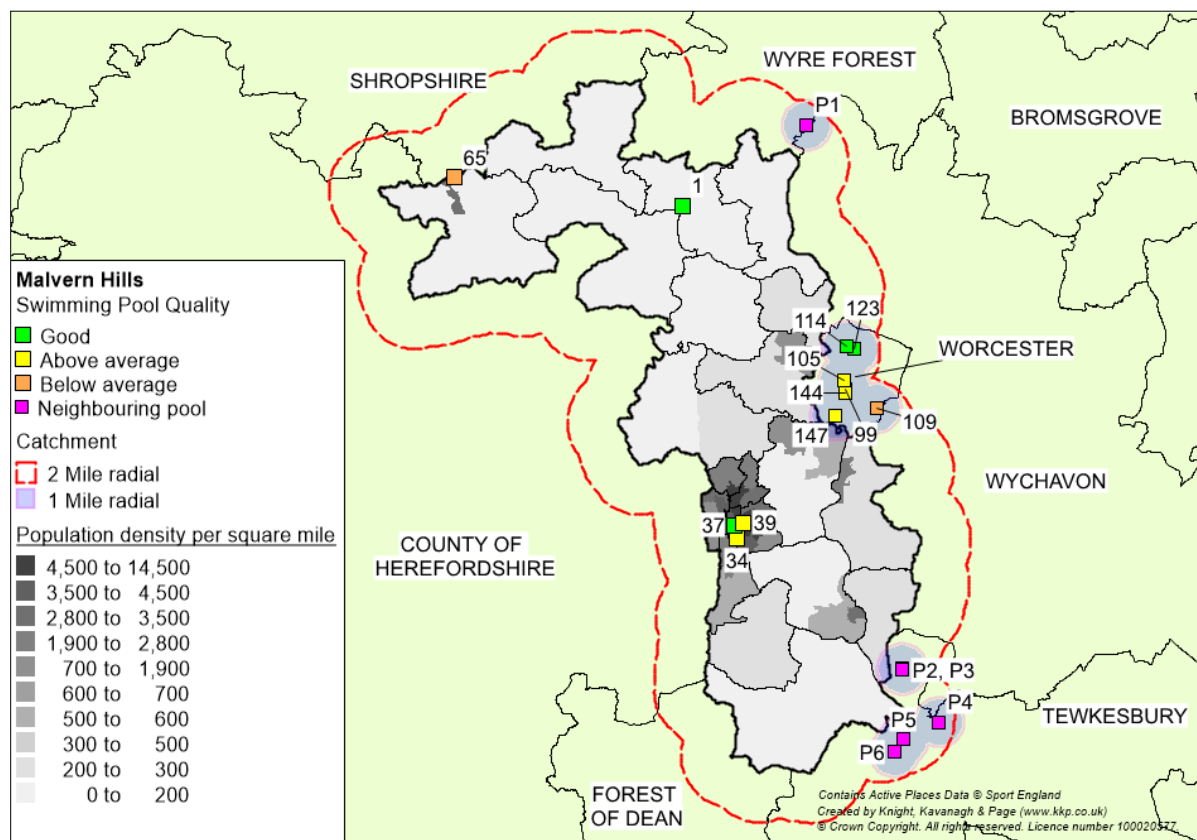 WYRE FOREST
SHROPSHIRE
P1
BROMSGROVE
65
1
Malvern Hills
Swimming Pool Quality
Good
Above average
Below average
Neighbouring pool
Catchment
2 Mile radial
1 Mile radial
Population density per square mile
4,500 to 14,500
3,500 to 4,500
2,800 to 3,500
1,900 to 2,800
700 to 1,900
600 to 700
500 to 600
300 to 500
200 to 300
0 to 200
114
123
105
WORCESTER
144
147
99
109
WYCHAVON
37
39
34
COUNTY OF
HEREFORDSHIRE
P2, P3
P4
P5
P6
TEWKESBURY
FOREST
OF DEAN
Contains Active Places Data © Sport England
Created by Knight, Kavanagh & Page (www.kkp.co.uk)
© Crown Copyright. All rights reserved. Licence number 100020577.